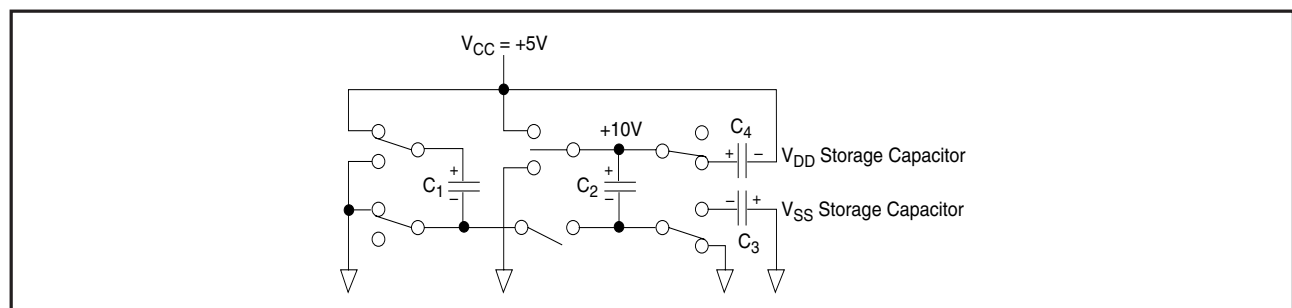 V_CC = +5V
+10V
C_4
+
−
V_DD Storage Capacitor
+
C_1
−
+
C_2
−
−
+
V_SS Storage Capacitor
C_3